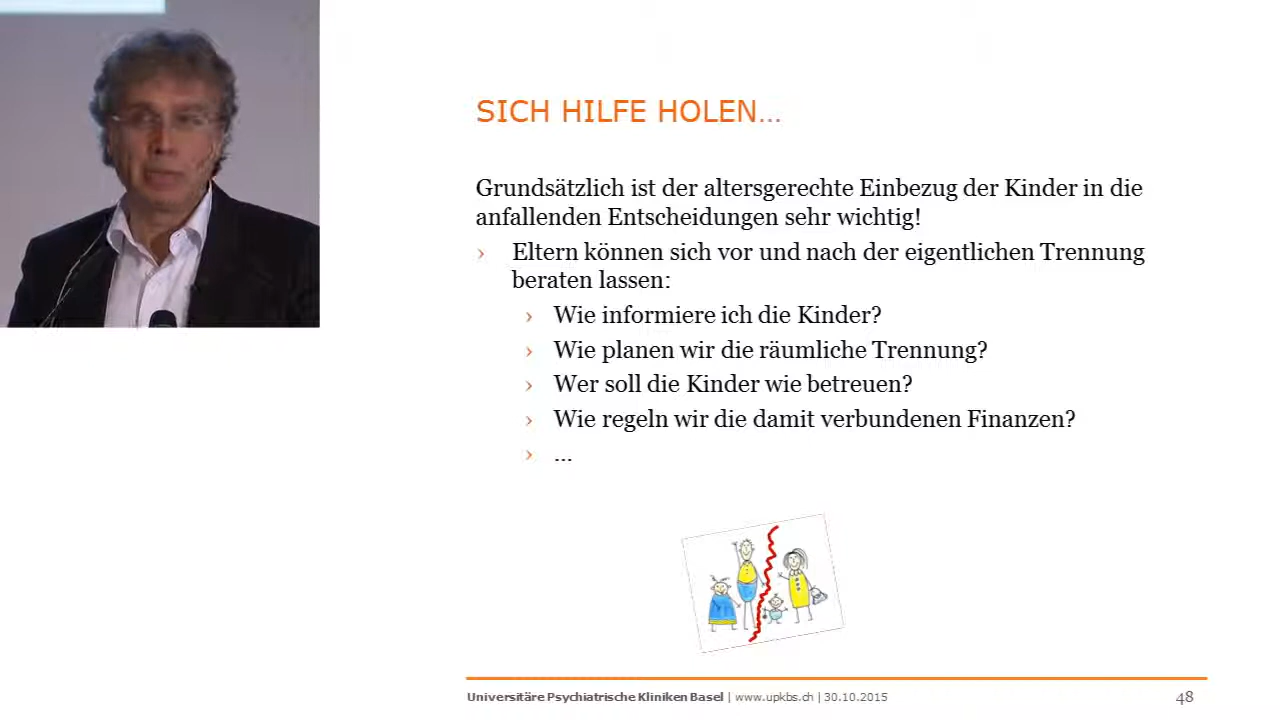 SICH HILFE HOLEN...
Grundsätzlich ist der altersgerechte Einbezug der Kinder in die
anfallenden Entscheidungen sehr wichtig!
› Eltern können sich vor und nach der eigentlichen Trennung
beraten lassen:
› Wie informiere ich die Kinder?
› Wie planen wir die räumliche Trennung?
› Wer soll die Kinder wie betreuen?
› Wie regeln wir die damit verbundenen Finanzen?
› ...
Universitäre Psychiatrische Kliniken Basel | www.upkbs.ch | 30.10.2015
48